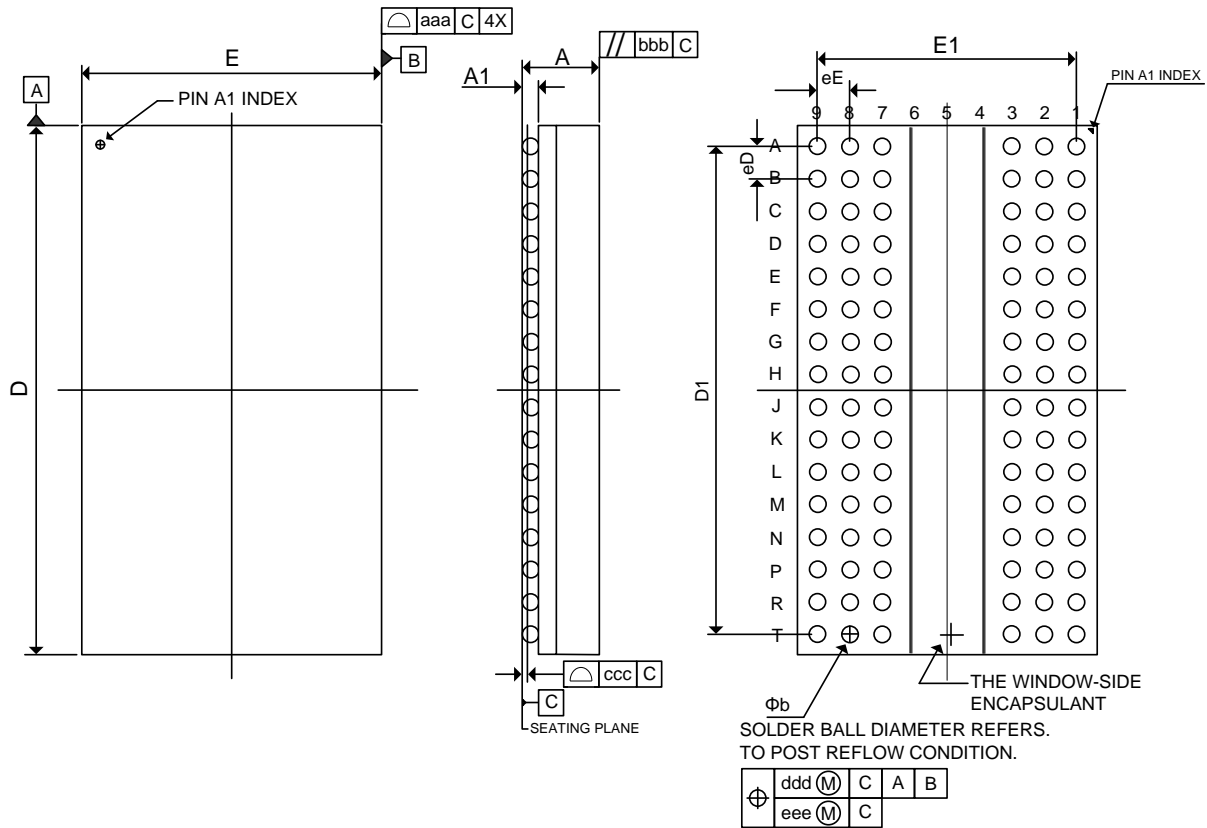 aaa C 4X
E
B
A
PIN A1 INDEX
D
A
bbb C
A1
ccc C
C
SEATING PLANE
E1
eE
PIN A1 INDEX
9 8 7 6 5 4 3 2 1
eD
D1
A
B
C
D
E
F
G
H
J
K
L
M
N
P
R
T
THE WINDOW-SIDE
ENCAPSULANT
Φb
SOLDER BALL DIAMETER REFERS.
TO POST REFLOW CONDITION.
ddd M C A B
eee M C